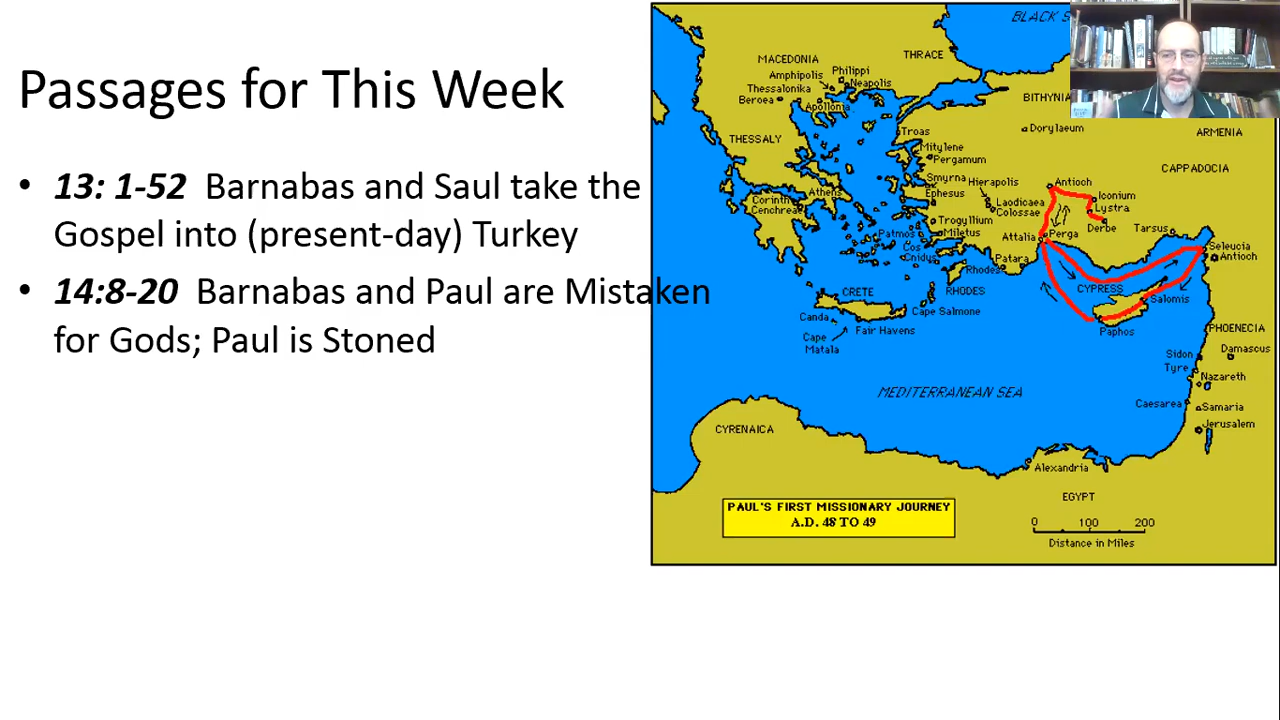 Passages for This Week
• 13: 1-52 Barnabas and Saul take the
Gospel into (present-day) Turkey
• 14:8-20 Barnabas and Paul are Mistaken
for Gods; Paul is Stoned
BLACK
MACEDONIA
THRACE
Amphipolis
Philippi
Neapolis
Thessalonika
Beroea
Apollonia
BITHYNIA
Dorylaeum
ARMENIA
THESSALY
Troas
Mitylene
Pergamum
CAPPADOCIA
Smyrna
Hierapolis
Antioch
Ephesus
Iconium
Athens
Corinth
Cenchreae
Laodicaea
Colossae
Lystra
Trogyllium
Miletus
Derbe
Tarsus
Patmos
Attalia
Perga
Cos
Cnidus
Patara
Seleucia
Antioch
Rhodes
CRETE
RHODES
CYPRESS
Salomis
Canda
Cape Salmone
Fair Havens
Paphos
Cape
Matala
PHOENECIA
Sidon
Damascus
Tyre
Nazareth
MEDITERRANEAN SEA
Caesarea
Samaria
CYRENAICA
Jerusalem
Alexandria
EGYPT
PAUL'S FIRST MISSIONARY JOURNEY
A.D. 48 TO 49
0 100 200
Distance in Miles